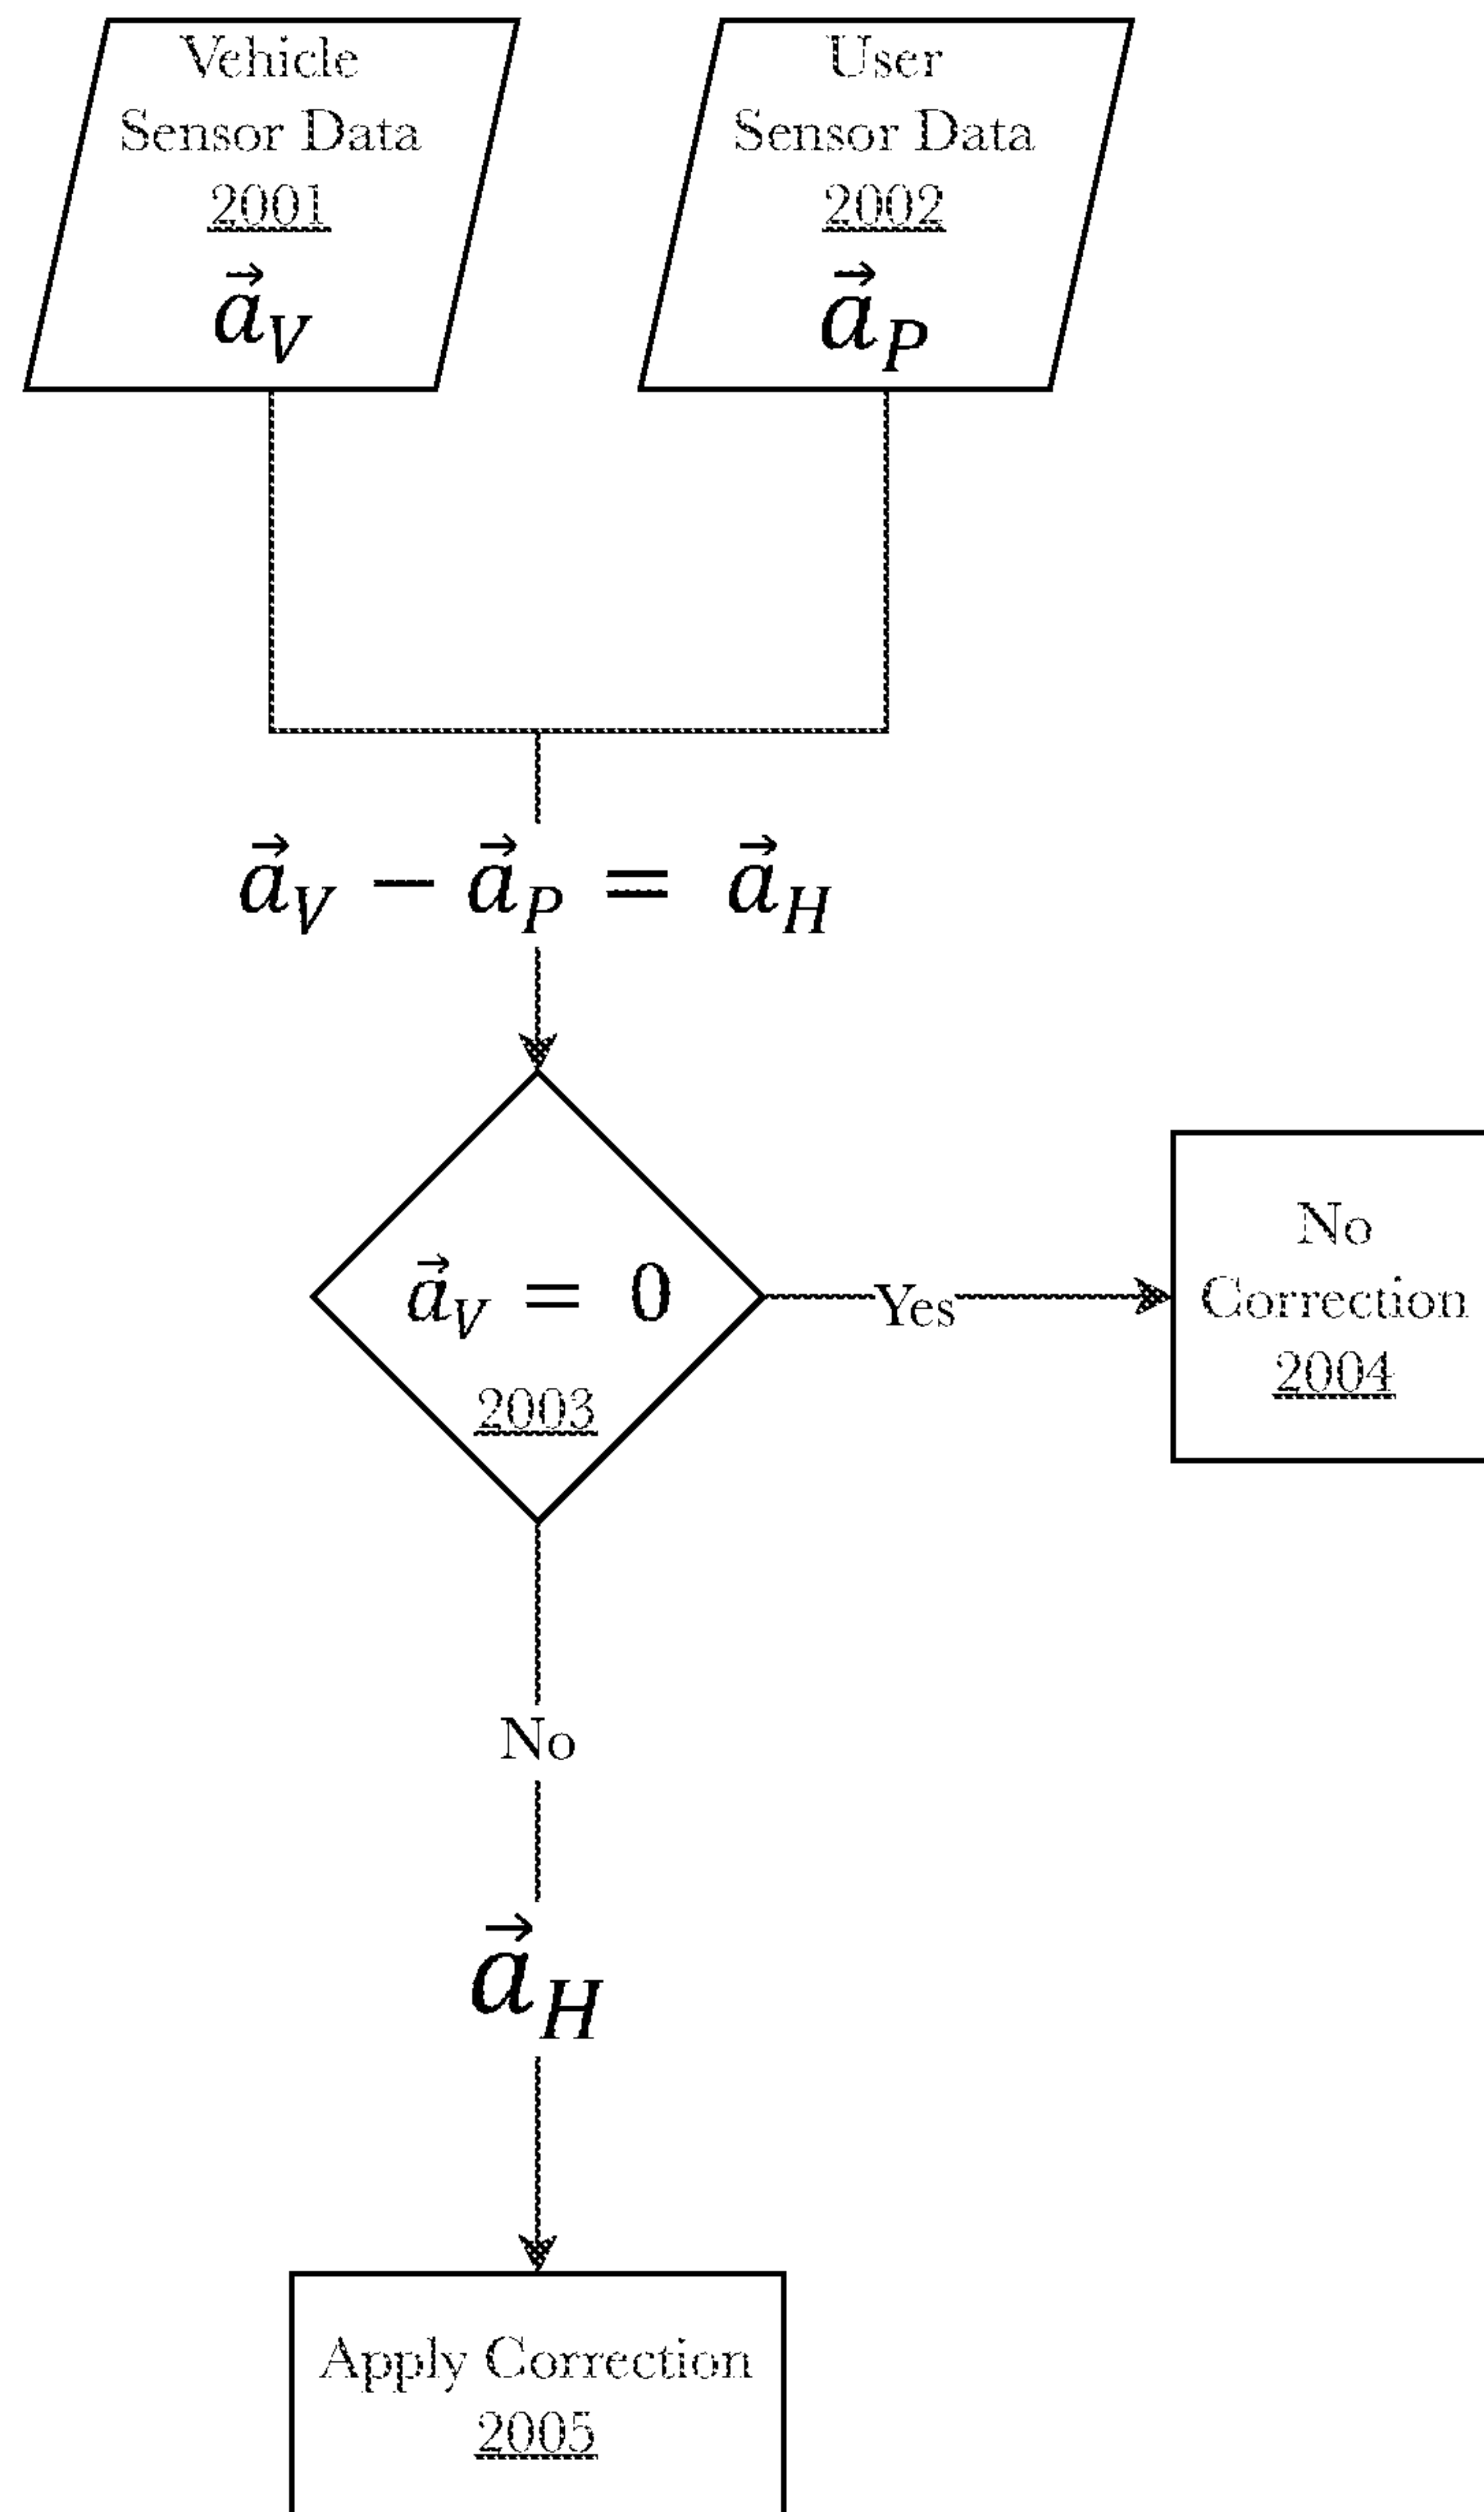 Vehicle
Sensor Data
2001
a⃗V
User
Sensor Data
2002
a⃗P
a⃗V − a⃗P = a⃗H
a⃗V = 0
2003
Yes
No
Correction
2004
No
a⃗H
Apply Correction
2005